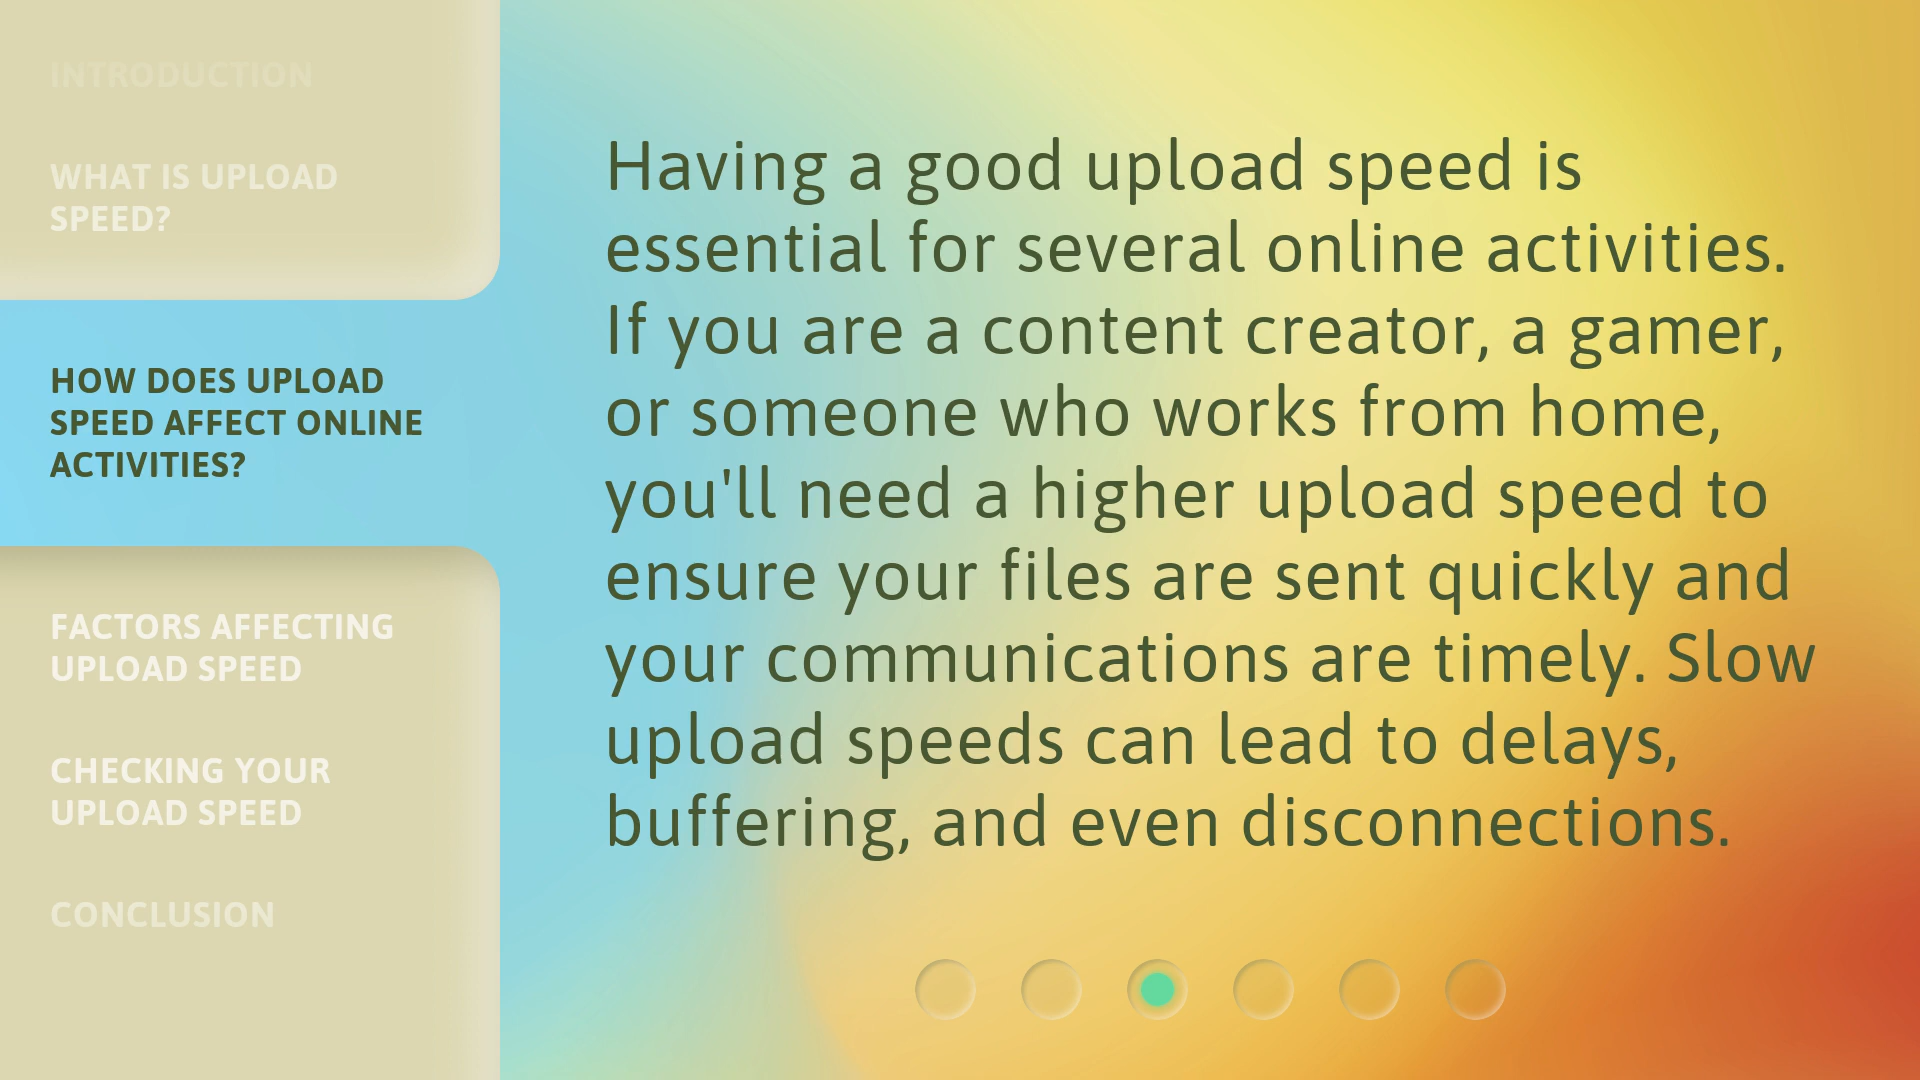 INTRODUCTION
WHAT IS UPLOAD
SPEED?
HOW DOES UPLOAD
SPEED AFFECT ONLINE
ACTIVITIES?
FACTORS AFFECTING
UPLOAD SPEED
CHECKING YOUR
UPLOAD SPEED
CONCLUSION
Having a good upload speed is
essential for several online activities.
If you are a content creator, a gamer,
or someone who works from home,
you'll need a higher upload speed to
ensure your files are sent quickly and
your communications are timely. Slow
upload speeds can lead to delays,
buffering, and even disconnections.